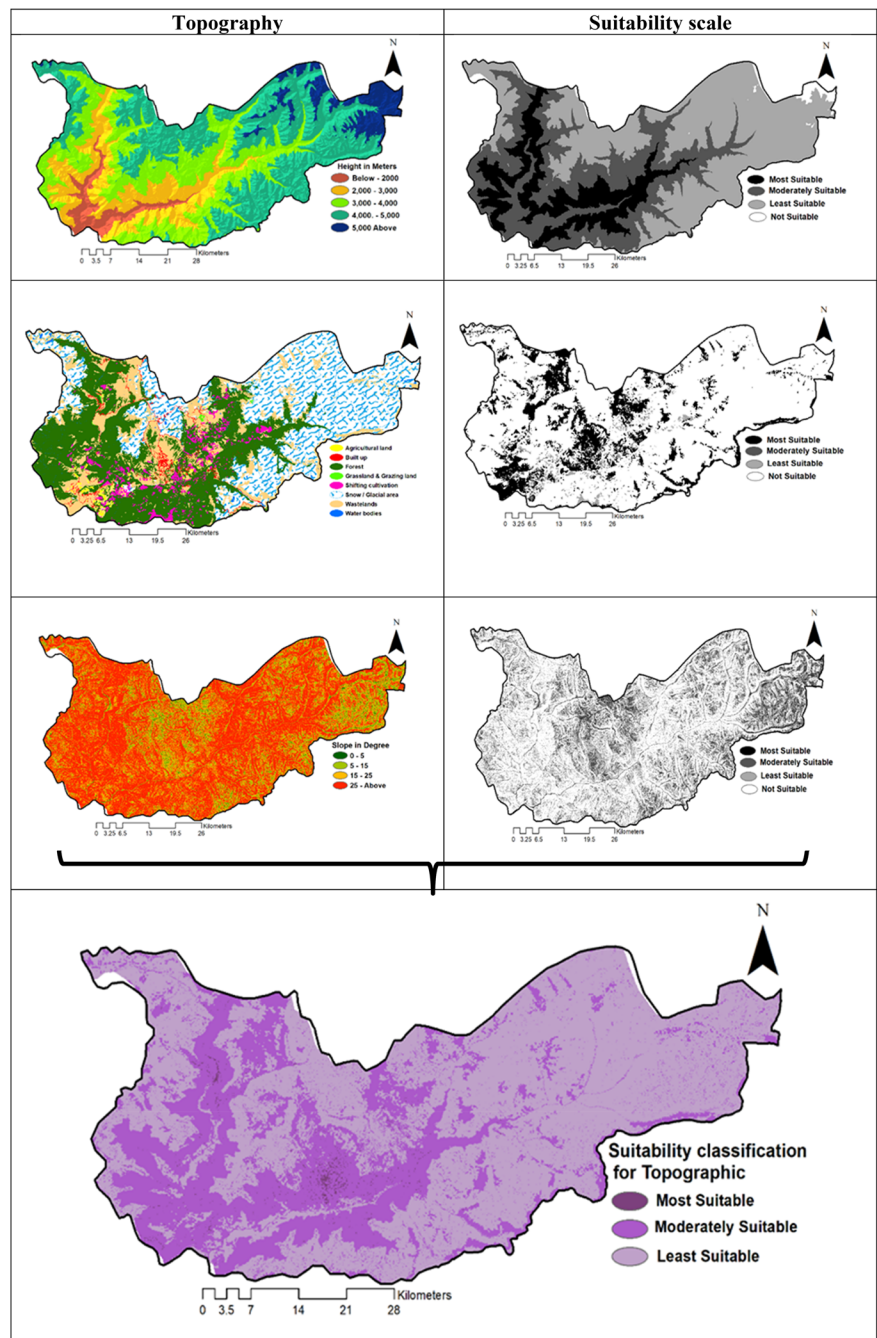 Topography
Suitability scale
N
Height in Meters
Below - 2000
2,000 - 3,000
3,000 - 4,000
4,000. - 5,000
5,000 Above
Kilometers
0 3.5 7 14 21 28
N
Most Suitable
Moderately Suitable
Least Suitable
Not Suitable
Kilometers
0 3.25 6.5 13 19.5 26
N
Agricultural land
Built up
Forest
Grassland & Grazing land
Shifting cultivation
Snow / Glacial area
Wastelands
Water bodies
Kilometers
0 3.25 6.5 13 19.5 26
N
Most Suitable
Moderately Suitable
Least Suitable
Not Suitable
Kilometers
0 3.25 6.5 13 19.5 26
N
Slope in Degree
0 - 5
5 - 15
15 - 25
25 - Above
Kilometers
0 3.25 6.5 13 19.5 26
N
Most Suitable
Moderately Suitable
Least Suitable
Not Suitable
Kilometers
0 3.25 6.5 13 19.5 26
N
Suitability classification
for Topographic
Most Suitable
Moderately Suitable
Least Suitable
Kilometers
0 3.5 7 14 21 28